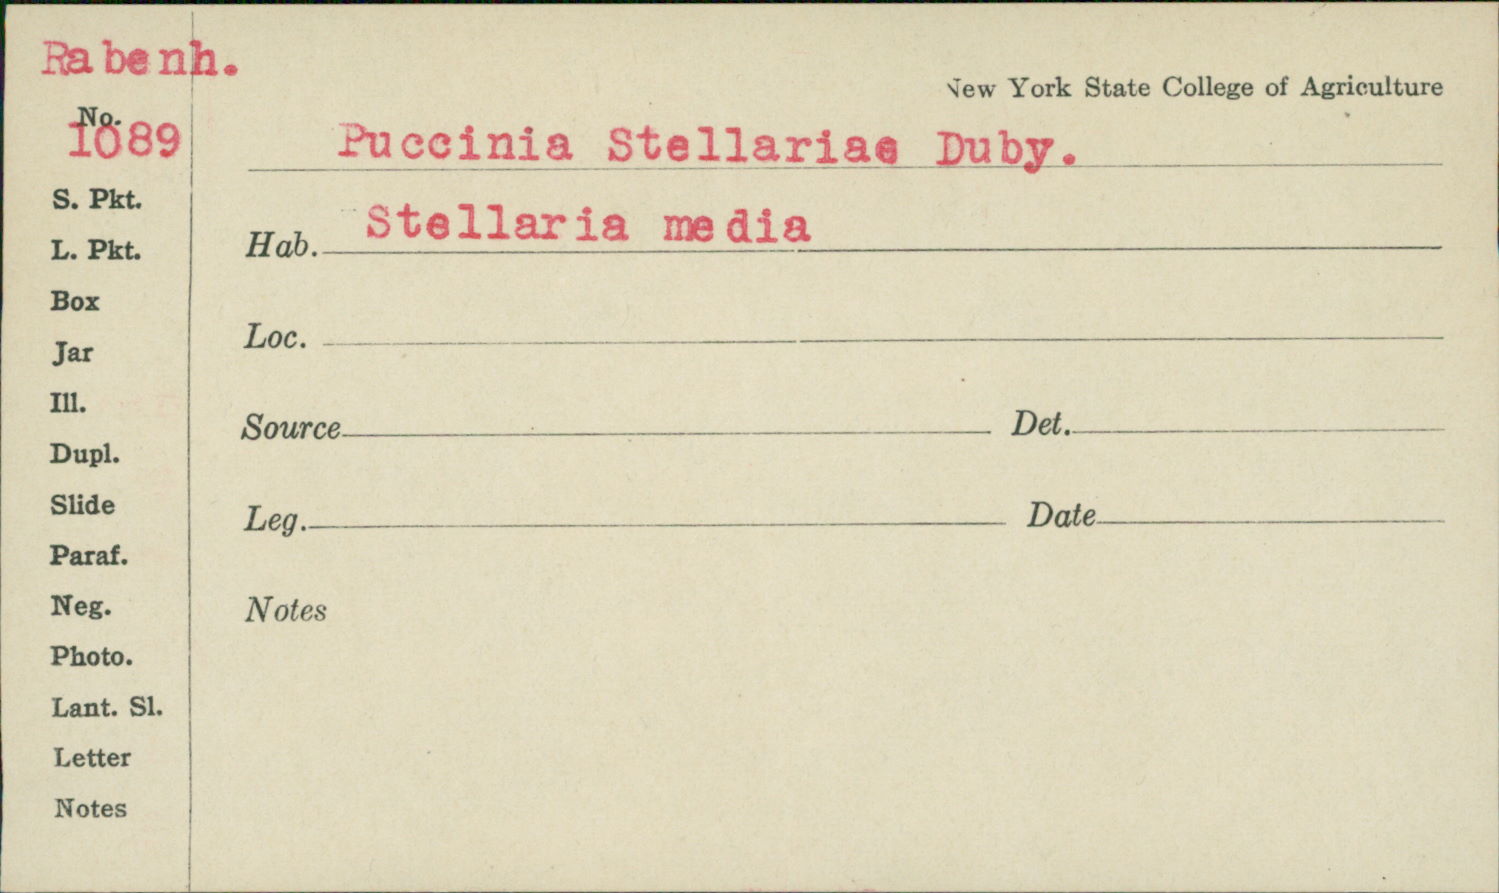 Rabenh.
New York State College of Agriculture
No.
1089
Puccinia Stellariae Duby.
S. Pkt.
Hab. Stellaria media
L. Pkt.
Box
Loc.
Jar
Ill.
Source Det.
Dupl.
Slide
Leg. Date
Paraf.
Neg.
Notes
Photo.
Lant. Sl.
Letter
Notes